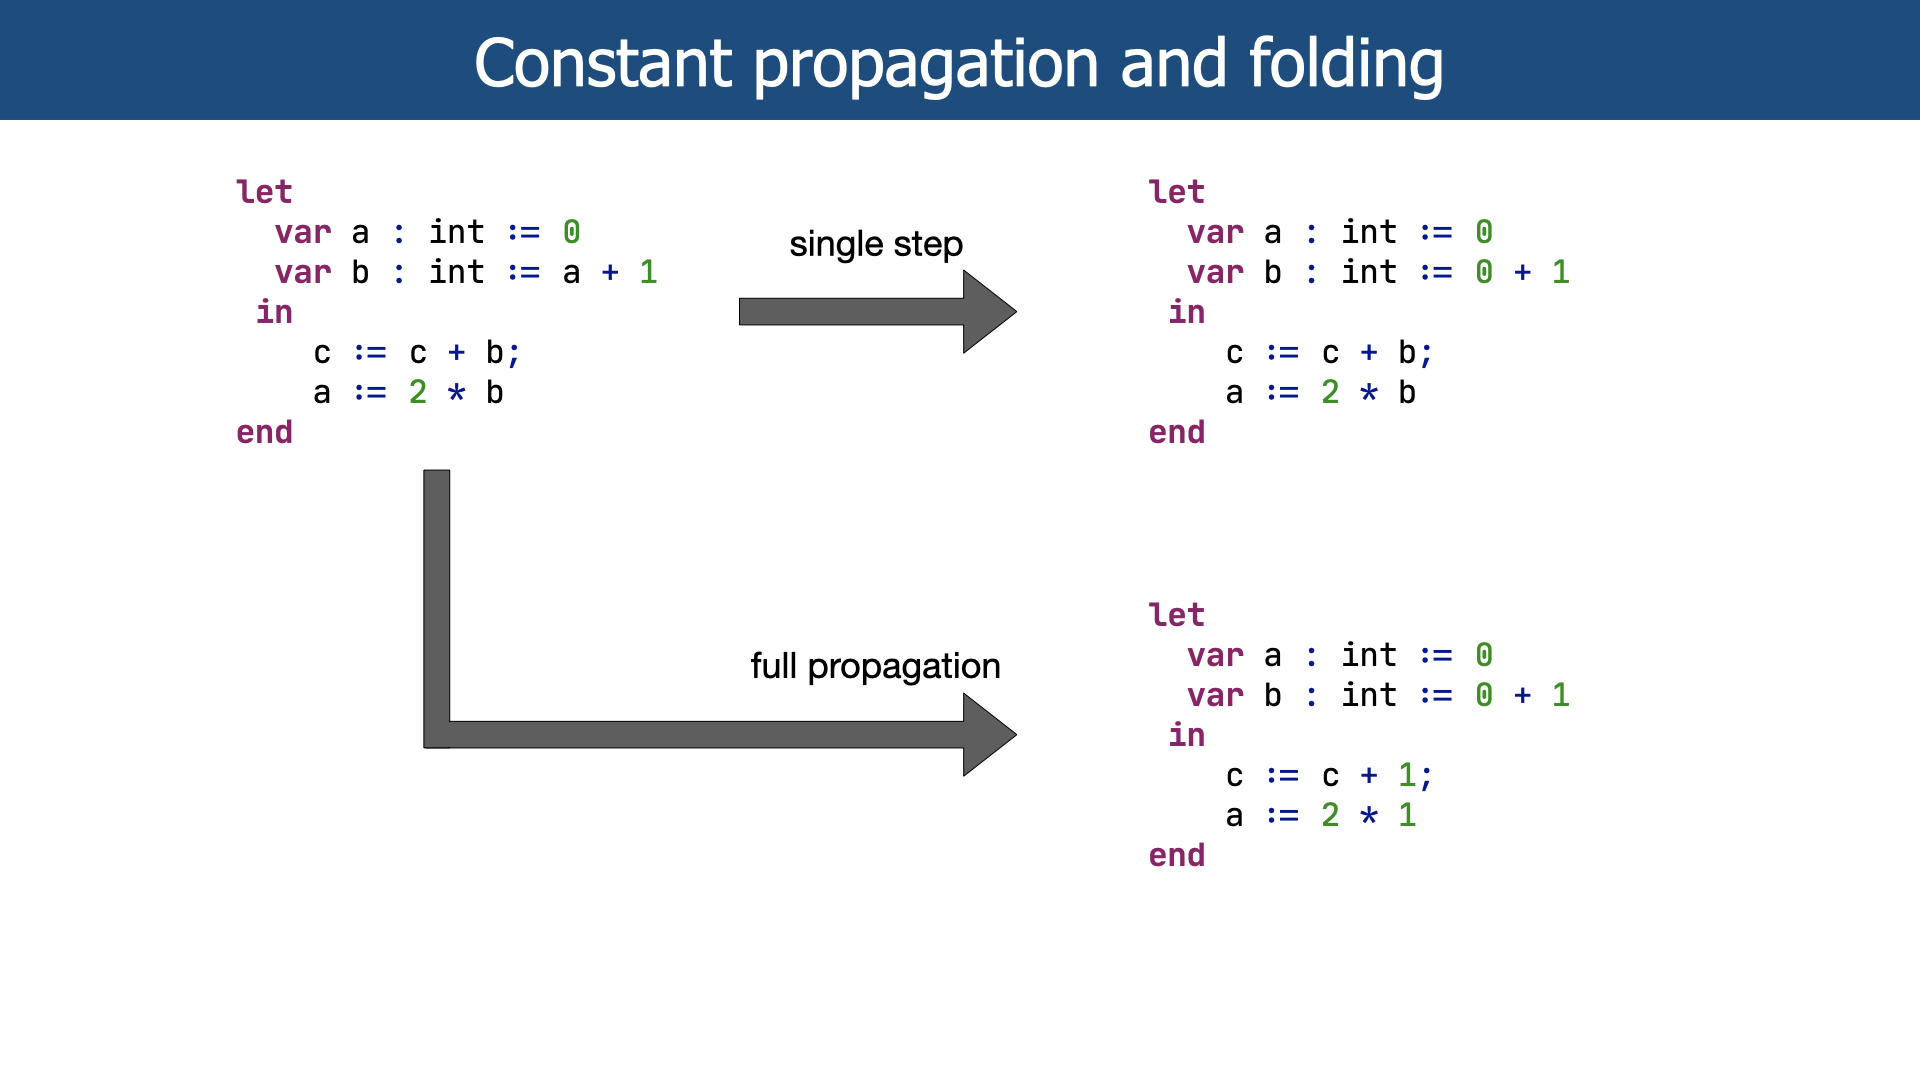 Constant propagation and folding
let
  var a : int := 0
  var b : int := a + 1
 in
    c := c + b;
    a := 2 * b
end
single step
let
  var a : int := 0
  var b : int := 0 + 1
 in
    c := c + b;
    a := 2 * b
end
full propagation
let
  var a : int := 0
  var b : int := 0 + 1
 in
    c := c + 1;
    a := 2 * 1
end